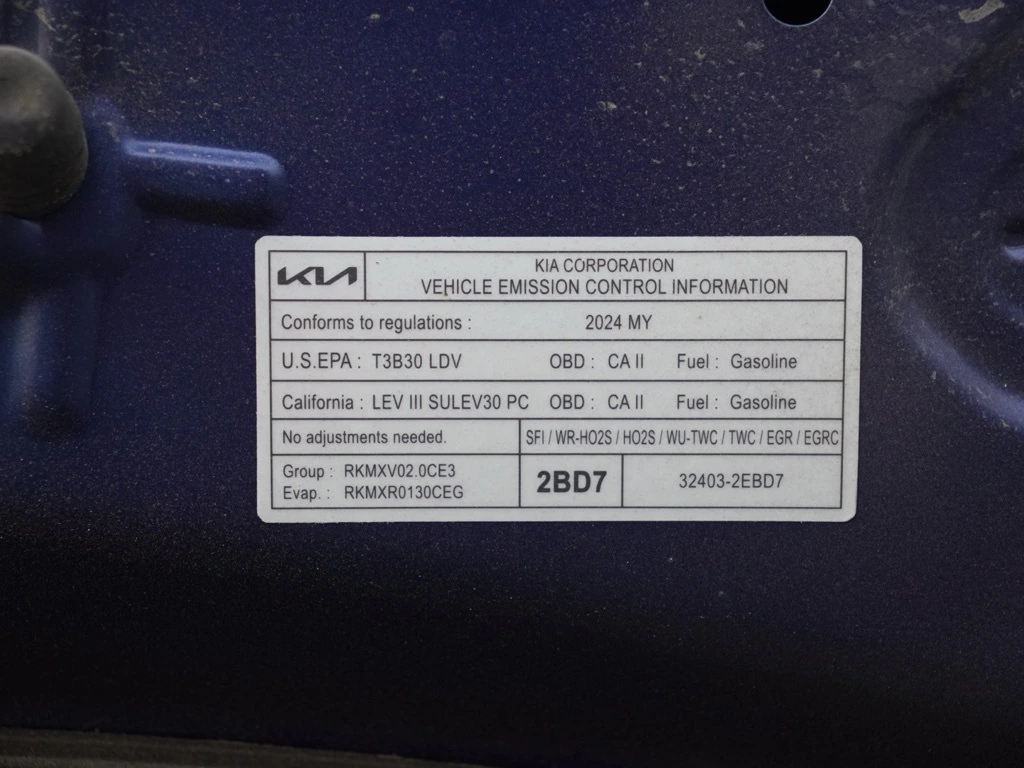 KIA
KIA CORPORATION
VEHICLE EMISSION CONTROL INFORMATION
Conforms to regulations : 2024 MY
U.S.EPA : T3B30 LDV OBD : CA II Fuel : Gasoline
California : LEV III SULEV30 PC OBD : CA II Fuel : Gasoline
No adjustments needed. SFI / WR-HO2S / HO2S / WU-TWC / TWC / EGR / EGRC
Group : RKMXV02.0CE3
Evap. : RKMXR0130CEG
2BD7 32403-2EBD7